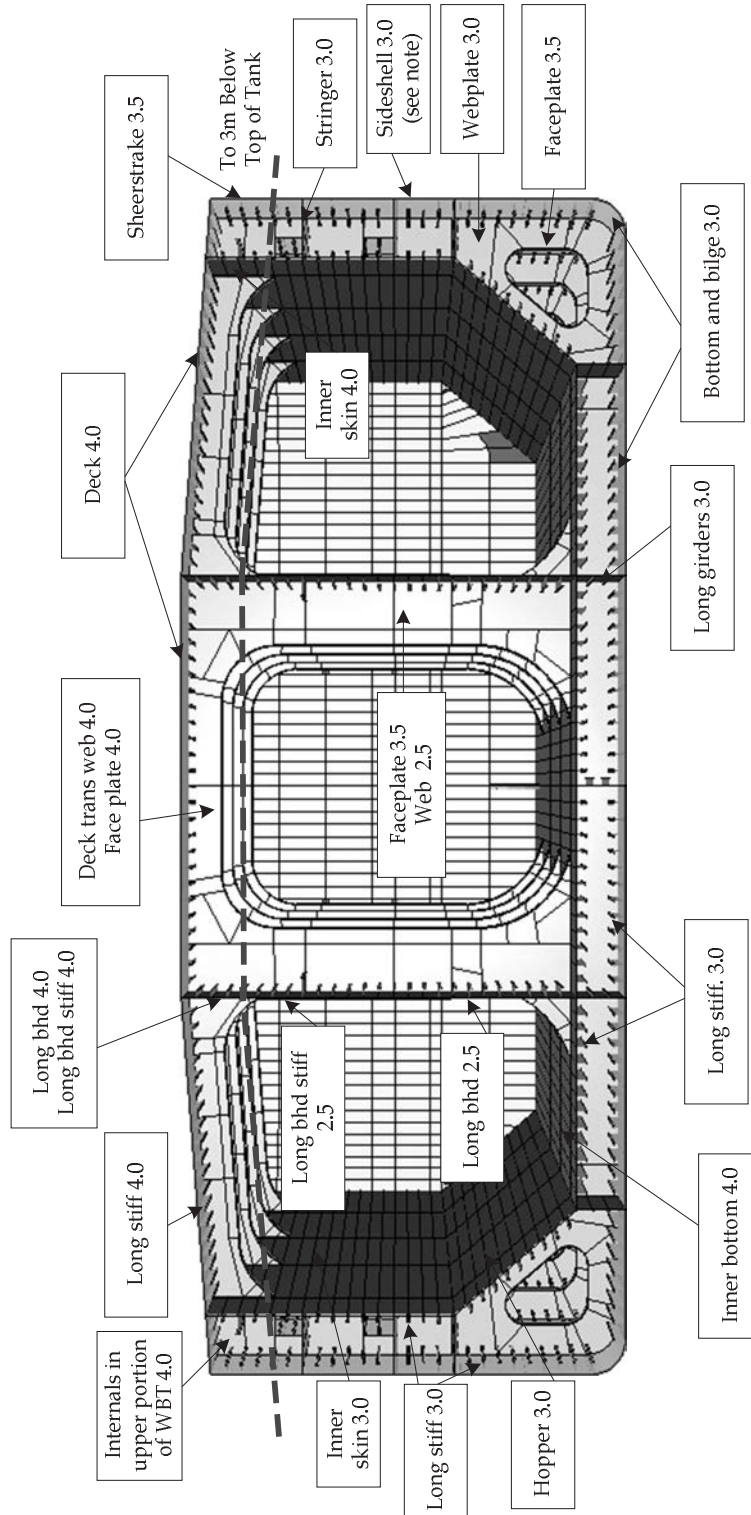 Sheerstrake 3.5
To 3m Below
Top of Tank
Stringer 3.0
Sideshell 3.0
(see note)
Webplate 3.0
Faceplate 3.5
Deck 4.0
Inner
skin 4.0
Bottom and bilge 3.0
Long girders 3.0
Deck trans web 4.0
Face plate 4.0
Faceplate 3.5
Web 2.5
Long bhd 4.0
Long bhd stiff 4.0
Long bhd stiff
2.5
Long bhd 2.5
Long stiff. 3.0
Long stiff 4.0
Inner bottom 4.0
Internals in
upper portion
of WBT 4.0
Inner
skin 3.0
Long stiff 3.0
Hopper 3.0